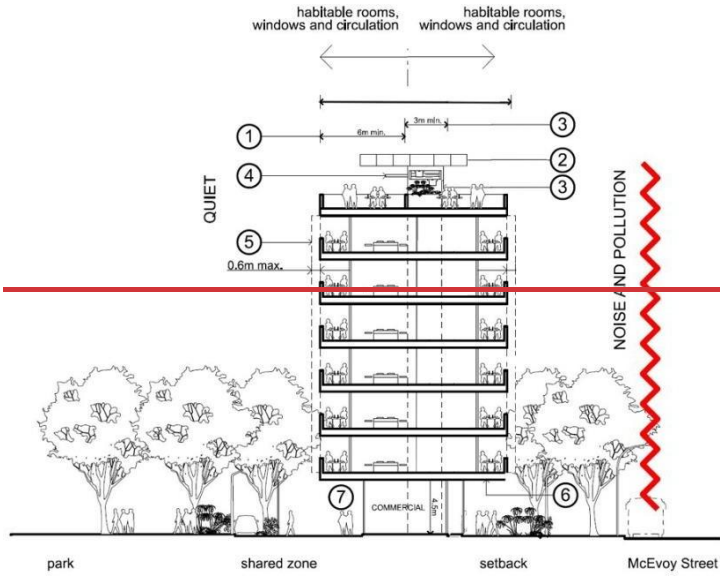 habitable rooms,
windows and circulation
habitable rooms,
windows and circulation
3m min.
3
1
6m min.
2
4
3
QUIET
NOISE AND POLLUTION
5
0.6m max.
7
COMMERCIAL
4.5m
6
park
shared zone
setback
McEvoy Street